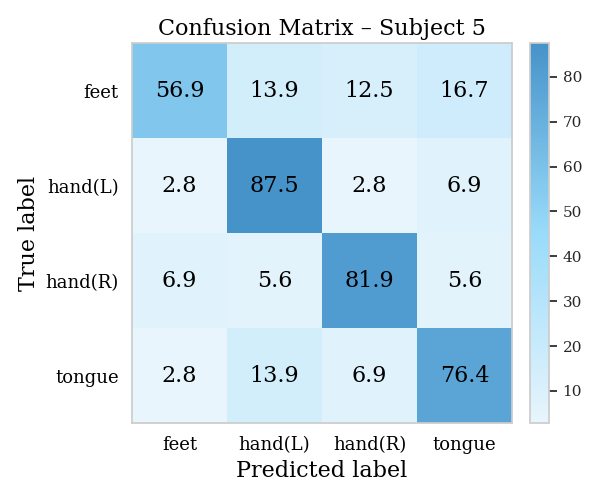 Confusion Matrix – Subject 5
feet 56.9 13.9 12.5 16.7
hand(L) 2.8 87.5 2.8 6.9
hand(R) 6.9 5.6 81.9 5.6
tongue 2.8 13.9 6.9 76.4
feet hand(L) hand(R) tongue
Predicted label
True label
80
70
60
50
40
30
20
10